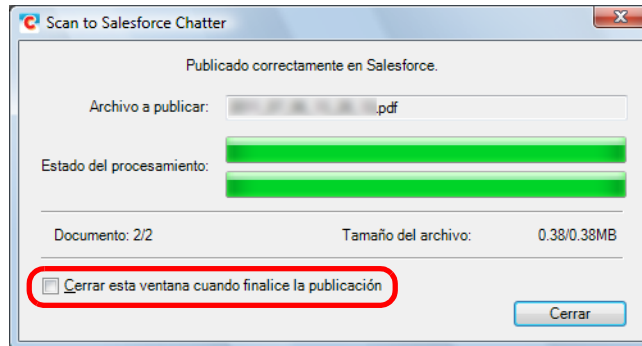 Scan to Salesforce Chatter
Publicado correctamente en Salesforce.
Archivo a publicar: .pdf
Estado del procesamiento:
Documento: 2/2 Tamaño del archivo: 0.38/0.38MB
Cerrar esta ventana cuando finalice la publicación
Cerrar